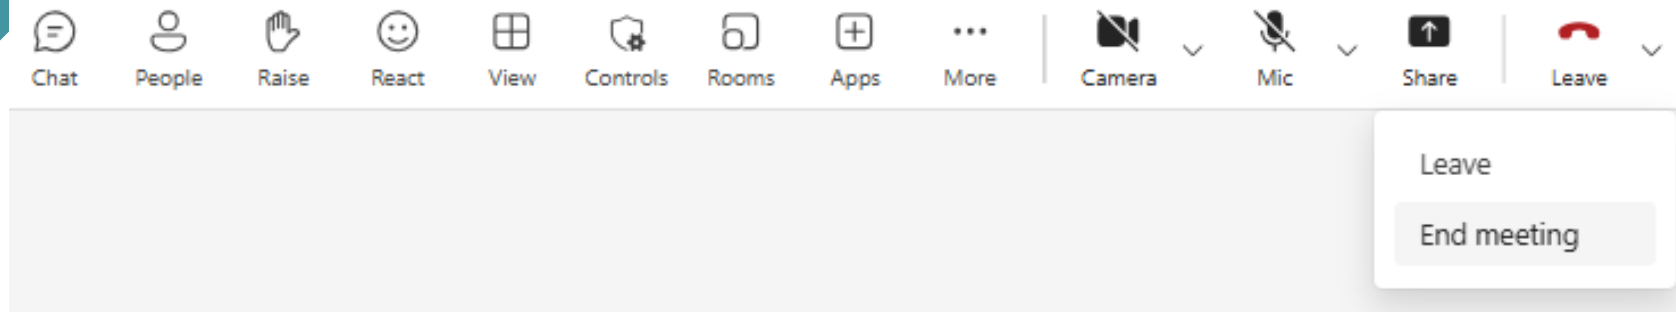 Chat People Raise React View Controls Rooms Apps More Camera Mic Share Leave
Leave
End meeting